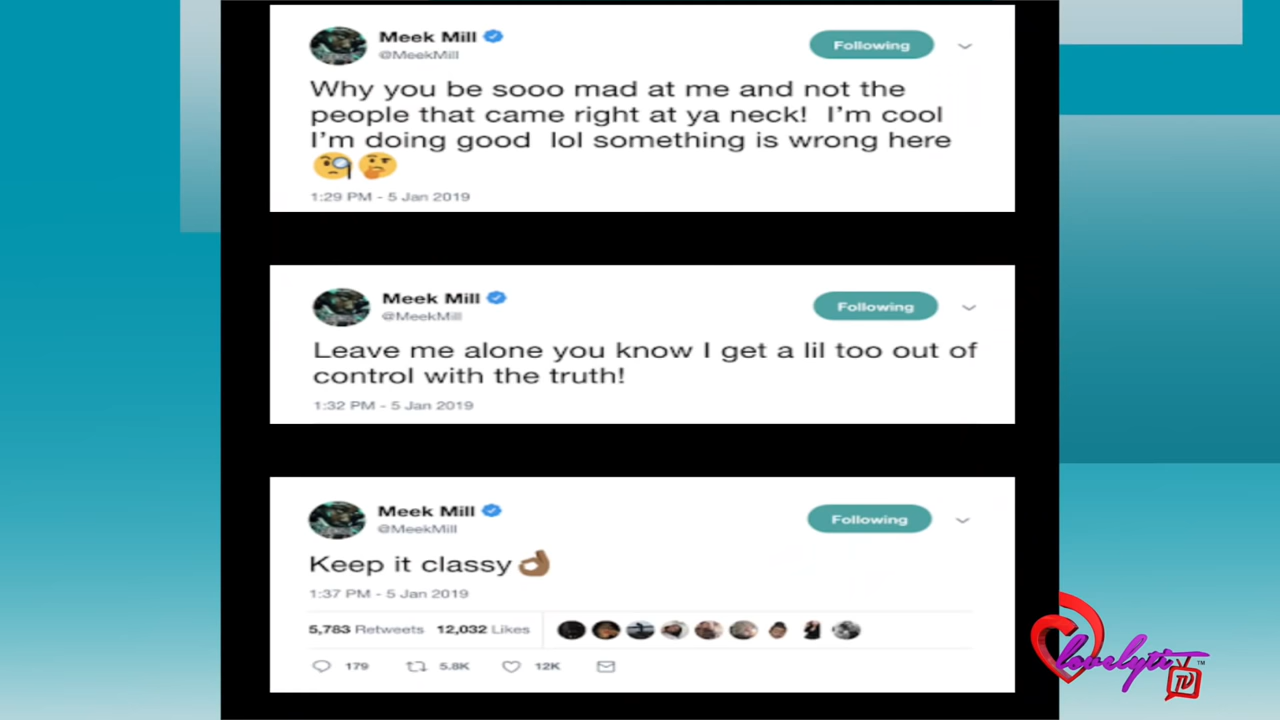 Meek Mill
@MeekMill
Following
Why you be sooo mad at me and not the
people that came right at ya neck! I'm cool
I'm doing good lol something is wrong here
🧐🤔
1:29 PM - 5 Jan 2019
Meek Mill
@MeekMill
Following
Leave me alone you know I get a lil too out of
control with the truth!
1:32 PM - 5 Jan 2019
Meek Mill
@MeekMill
Following
Keep it classy👌🏾
1:37 PM - 5 Jan 2019
5,783 Retweets 12,032 Likes
179 5.8K 12K
lovelyti
TV
TM